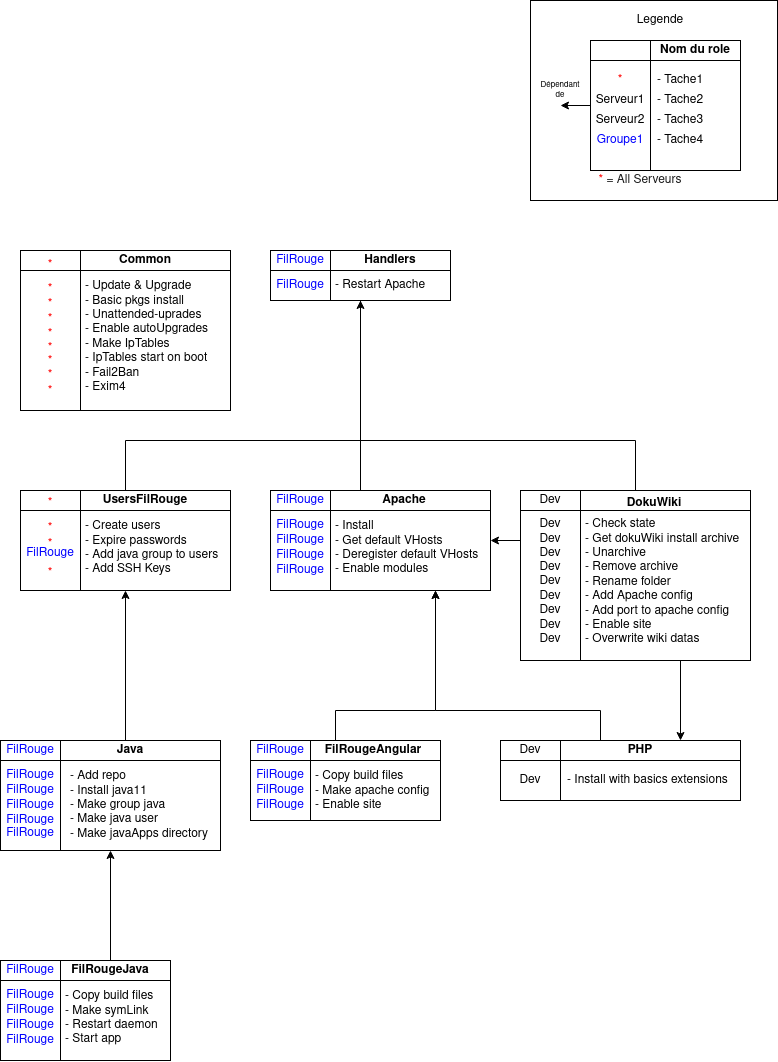 Legende
Nom du role
* - Tache1
Dépendant
de
Serveur1 - Tache2
Serveur2 - Tache3
Groupe1 - Tache4
* = All Serveurs
* Common
* - Update & Upgrade
* - Basic pkgs install
* - Unattended-uprades
* - Enable autoUpgrades
* - Make IpTables
* - IpTables start on boot
* - Fail2Ban
* - Exim4
FilRouge Handlers
FilRouge - Restart Apache
* UsersFilRouge
* - Create users
* - Expire passwords
FilRouge - Add java group to users
* - Add SSH Keys
FilRouge Apache
FilRouge - Install
FilRouge - Get default VHosts
FilRouge - Deregister default VHosts
FilRouge - Enable modules
Dev DokuWiki
Dev - Check state
Dev - Get dokuWiki install archive
Dev - Unarchive
Dev - Remove archive
Dev - Rename folder
Dev - Add Apache config
Dev - Add port to apache config
Dev - Enable site
Dev - Overwrite wiki datas
FilRouge Java
FilRouge - Add repo
FilRouge - Install java11
FilRouge - Make group java
FilRouge - Make java user
FilRouge - Make javaApps directory
FilRouge FilRougeAngular
FilRouge - Copy build files
FilRouge - Make apache config
FilRouge - Enable site
Dev PHP
Dev - Install with basics extensions
FilRouge FilRougeJava
FilRouge - Copy build files
FilRouge - Make symLink
FilRouge - Restart daemon
FilRouge - Start app